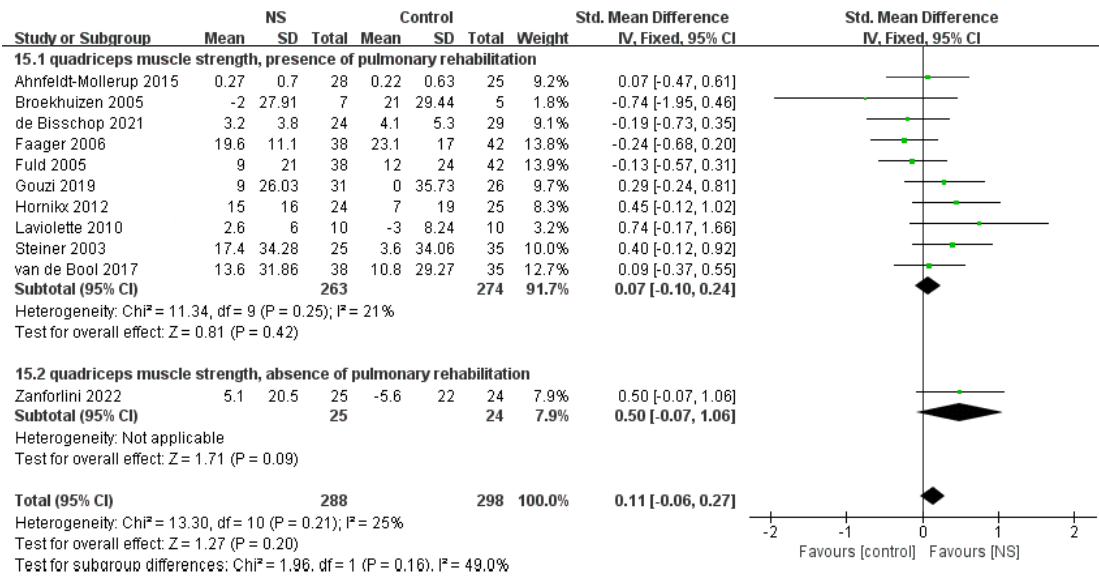 NS Control Std. Mean Difference Std. Mean Difference
Study or Subgroup Mean SD Total Mean SD Total Weight IV, Fixed, 95% CI IV, Fixed, 95% CI
15.1 quadriceps muscle strength, presence of pulmonary rehabilitation
Ahnfeldt-Mollerup 2015 0.27 0.7 28 0.22 0.63 25 9.2% 0.07 [-0.47, 0.61]
Broekhuizen 2005 -2 27.91 7 21 29.44 5 1.8% -0.74 [-1.95, 0.46]
de Bisschop 2021 3.2 3.8 24 4.1 5.3 29 9.1% -0.19 [-0.73, 0.35]
Faager 2006 19.6 11.1 38 23.1 17 42 13.8% -0.24 [-0.68, 0.20]
Fuld 2005 9 21 38 12 24 42 13.9% -0.13 [-0.57, 0.31]
Gouzi 2019 9 26.03 31 0 35.73 26 9.7% 0.29 [-0.24, 0.81]
Hornikx 2012 15 16 24 7 19 25 8.3% 0.45 [-0.12, 1.02]
Laviolette 2010 2.6 6 10 -3 8.24 10 3.2% 0.74 [-0.17, 1.66]
Steiner 2003 17.4 34.28 25 3.6 34.06 35 10.0% 0.40 [-0.12, 0.92]
van de Bool 2017 13.6 31.86 38 10.8 29.27 35 12.7% 0.09 [-0.37, 0.55]
Subtotal (95% CI) 263 274 91.7% 0.07 [-0.10, 0.24]
Heterogeneity: Chi² = 11.34, df = 9 (P = 0.25); I² = 21%
Test for overall effect: Z = 0.81 (P = 0.42)
15.2 quadriceps muscle strength, absence of pulmonary rehabilitation
Zanforlini 2022 5.1 20.5 25 -5.6 22 24 7.9% 0.50 [-0.07, 1.06]
Subtotal (95% CI) 25 24 7.9% 0.50 [-0.07, 1.06]
Heterogeneity: Not applicable
Test for overall effect: Z = 1.71 (P = 0.09)
Total (95% CI) 288 298 100.0% 0.11 [-0.06, 0.27]
Heterogeneity: Chi² = 13.30, df = 10 (P = 0.21); I² = 25%
Test for overall effect: Z = 1.27 (P = 0.20)
Test for subgroup differences: Chi² = 1.96, df = 1 (P = 0.16), I² = 49.0%
-2 -1 0 1 2
Favours [control] Favours [NS]